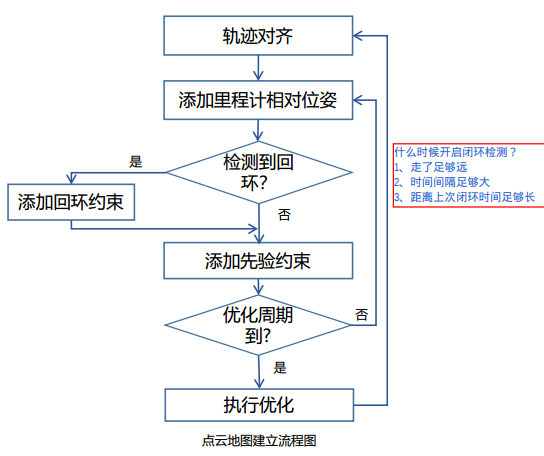 轨迹对齐
添加里程计相对位姿
检测到回
环?
是
否
添加回环约束
添加先验约束
优化周期
到?
否
是
执行优化
什么时候开启闭环检测？
1、走了足够远
2、时间间隔足够大
3、距离上次闭环时间足够长
点云地图建立流程图